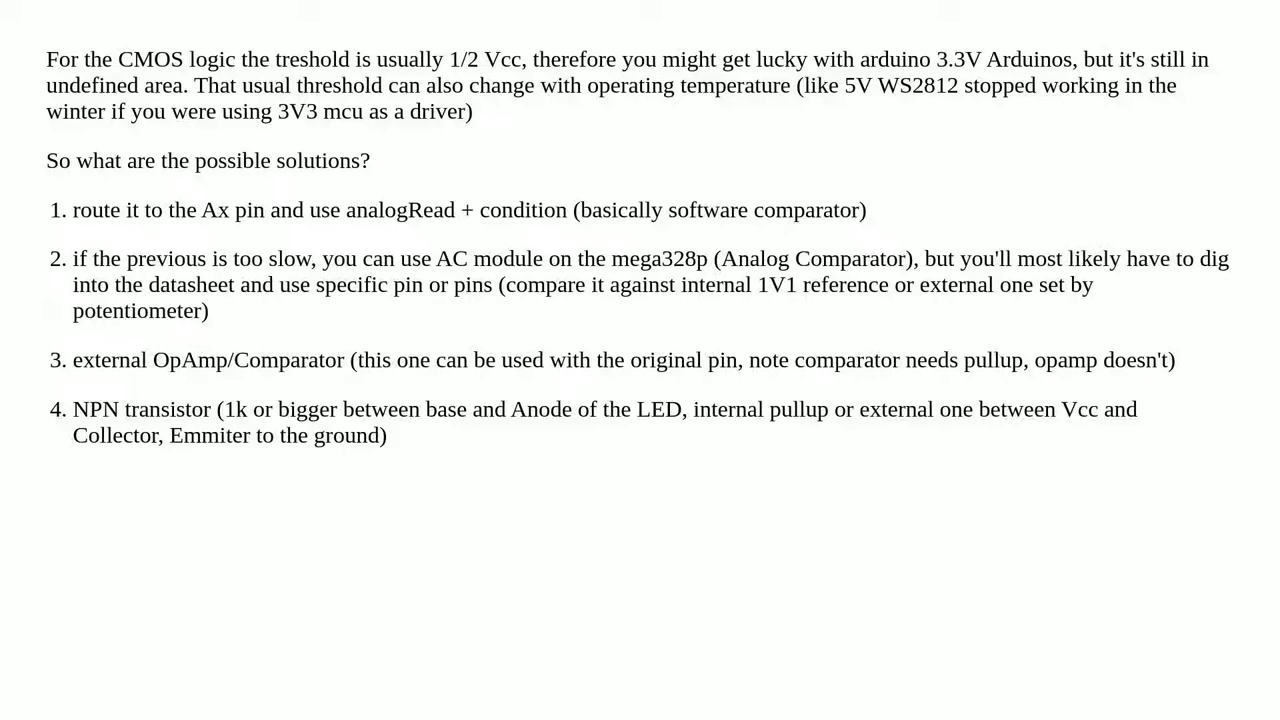 For the CMOS logic the treshold is usually 1/2 Vcc, therefore you might get lucky with arduino 3.3V Arduinos, but it's still in
undefined area. That usual threshold can also change with operating temperature (like 5V WS2812 stopped working in the
winter if you were using 3V3 mcu as a driver)
So what are the possible solutions?
1. route it to the Ax pin and use analogRead + condition (basically software comparator)
2. if the previous is too slow, you can use AC module on the mega328p (Analog Comparator), but you'll most likely have to dig
into the datasheet and use specific pin or pins (compare it against internal 1V1 reference or external one set by
potentiometer)
3. external OpAmp/Comparator (this one can be used with the original pin, note comparator needs pullup, opamp doesn't)
4. NPN transistor (1k or bigger between base and Anode of the LED, internal pullup or external one between Vcc and
Collector, Emmiter to the ground)